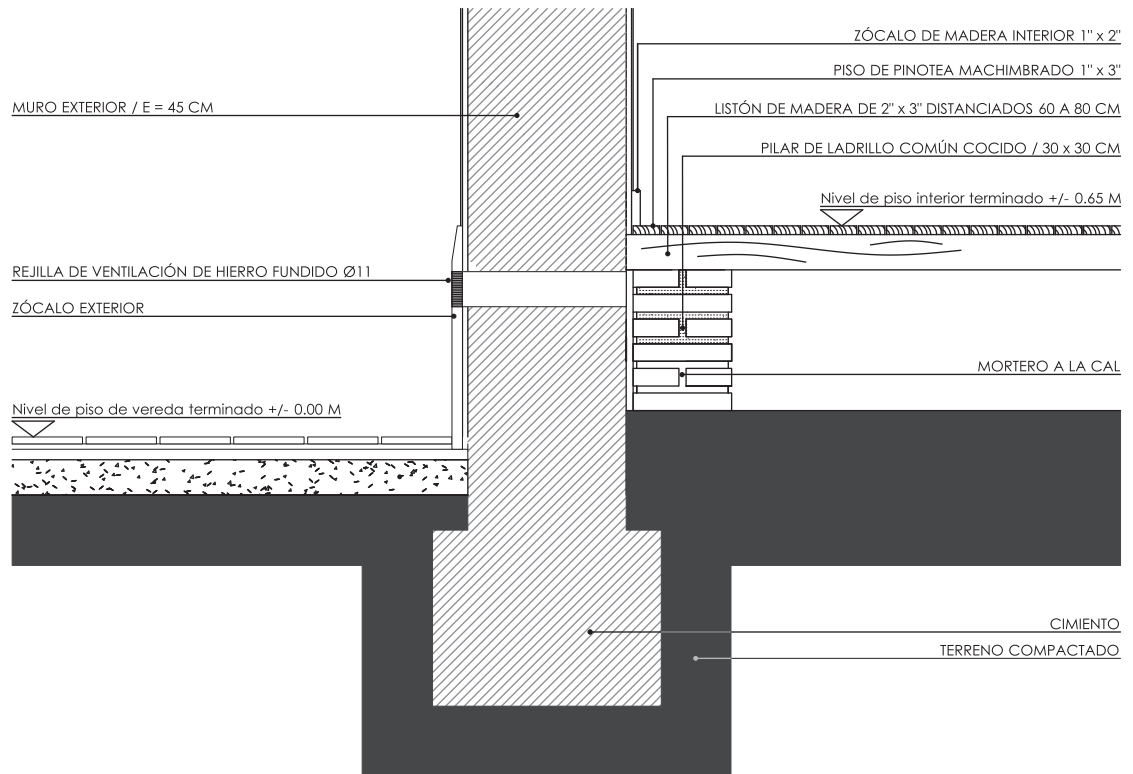 ZÓCALO DE MADERA INTERIOR 1" x 2"
PISO DE PINOTEA MACHIMBRADO 1" x 3"
MURO EXTERIOR / E = 45 CM
LISTÓN DE MADERA DE 2" x 3" DISTANCIADOS 60 A 80 CM
PILAR DE LADRILLO COMÚN COCIDO / 30 x 30 CM
Nivel de piso interior terminado +/- 0.65 M
REJILLA DE VENTILACIÓN DE HIERRO FUNDIDO Ø11
ZÓCALO EXTERIOR
MORTERO A LA CAL
Nivel de piso de vereda terminado +/- 0.00 M
CIMIENTO
TERRENO COMPACTADO